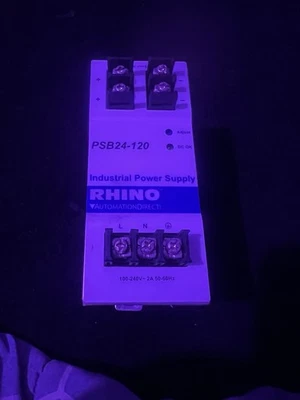 + -
+ -
Adjust
PSB24-120
DC OK
Industrial Power Supply
RHINO
AUTOMATIONDIRECT
L N
100-240V~ 2A 50-60Hz